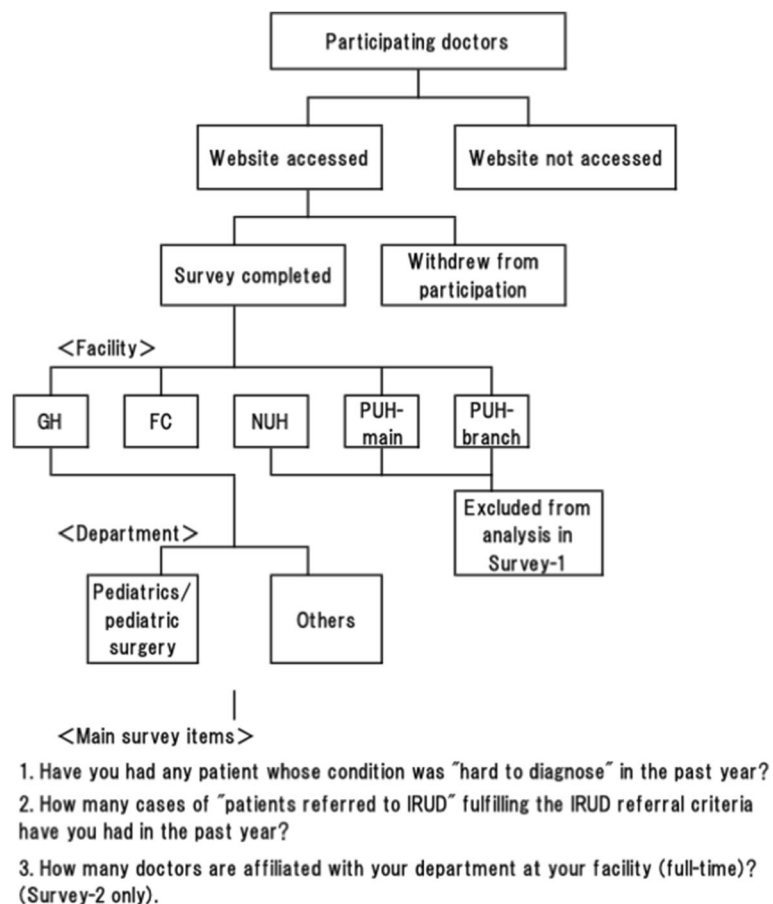 Participating doctors
Website accessed
Website not accessed
Survey completed
Withdrew from
participation
<Facility>
GH
FC
NUH
PUH-
main
PUH-
branch
Excluded from
analysis in
Survey-1
<Department>
Pediatrics/
pediatric
surgery
Others
<Main survey items>
1. Have you had any patient whose condition was ″hard to diagnose″ in the past year?
2. How many cases of ″patients referred to IRUD″ fulfilling the IRUD referral criteria
have you had in the past year?
3. How many doctors are affiliated with your department at your facility (full-time)?
(Survey-2 only).